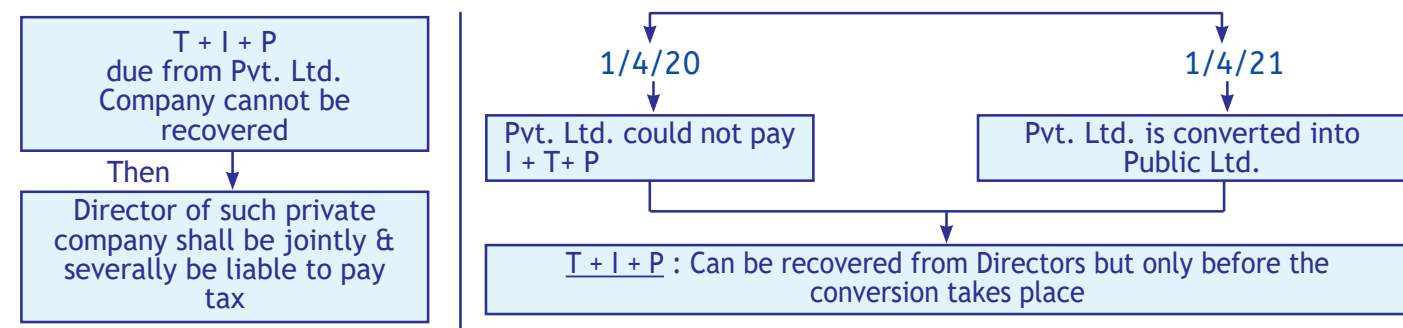 T + I + P
due from Pvt. Ltd.
Company cannot be
recovered
Then
Director of such private
company shall be jointly &
severally be liable to pay
tax
1/4/20
1/4/21
Pvt. Ltd. could not pay
I + T+ P
Pvt. Ltd. is converted into
Public Ltd.
T + I + P : Can be recovered from Directors but only before the
conversion takes place